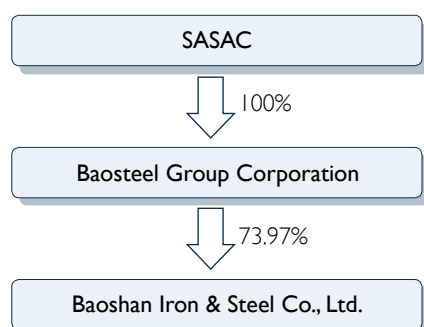 SASAC
100%
Baosteel Group Corporation
73.97%
Baoshan Iron & Steel Co., Ltd.